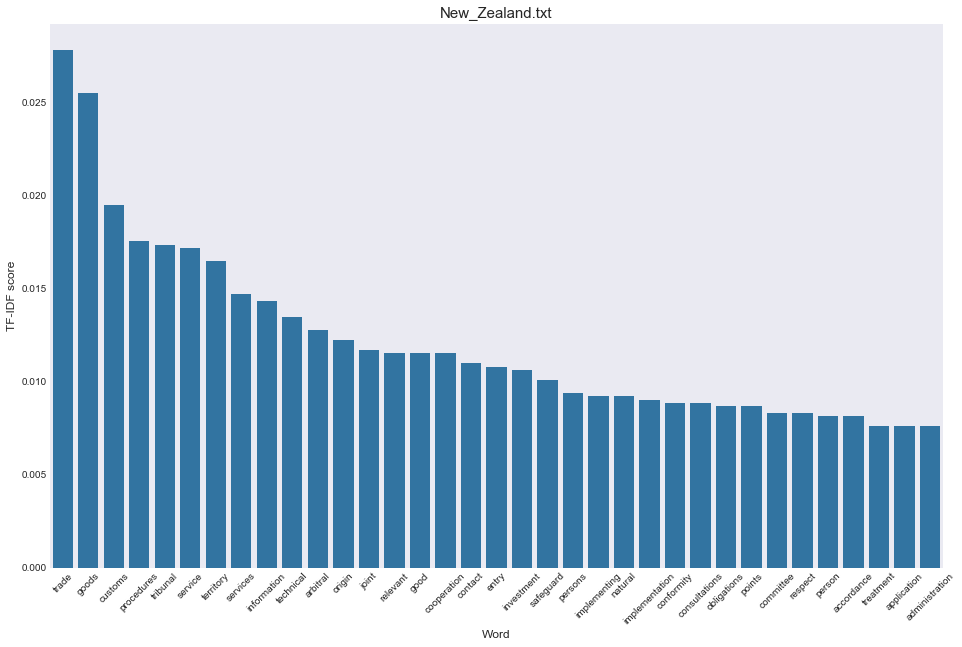 New_Zealand.txt
TF-IDF score
0.025
0.020
0.015
0.010
0.005
0.000
trade
goods
customs
procedures
tribunal
service
territory
services
information
technical
arbitral
origin
joint
relevant
good
cooperation
contact
entry
investment
safeguard
persons
implementing
natural
implementation
conformity
consultations
obligations
points
committee
respect
person
accordance
treatment
application
administration
Word